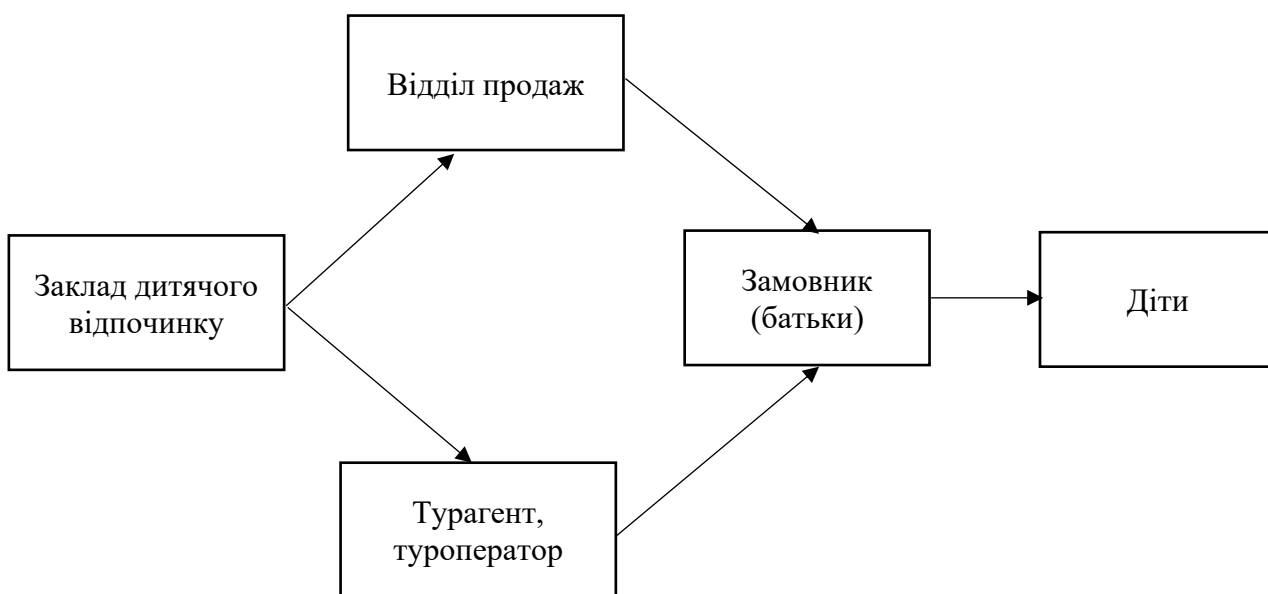 Відділ продаж
Заклад дитячого
відпочинку
Замовник
(батьки)
Діти
Турагент,
туроператор